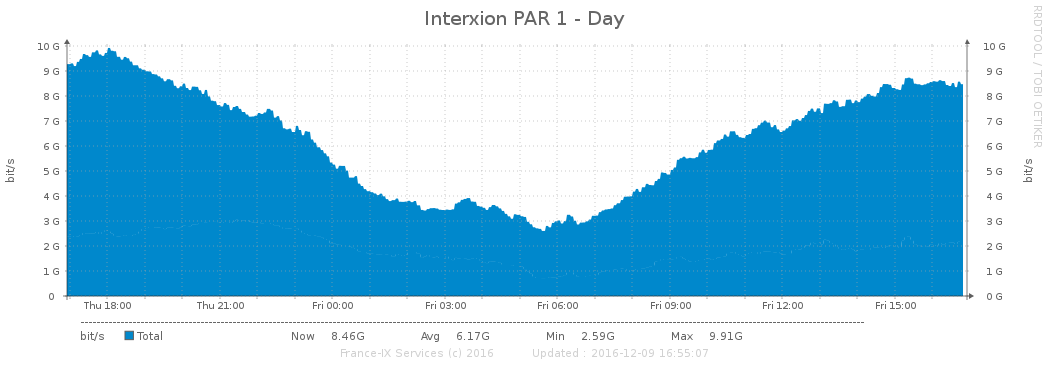 Interxion PAR 1 - Day
RRDTOOL / TOBI OETIKER
bit/s
10 G
9 G
8 G
7 G
6 G
5 G
4 G
3 G
2 G
1 G
0
10 G
9 G
8 G
7 G
6 G
5 G
4 G
3 G
2 G
1 G
0 G
bit/s
Thu 18:00 Thu 21:00 Fri 00:00 Fri 03:00 Fri 06:00 Fri 09:00 Fri 12:00 Fri 15:00
bit/s Total Now 8.46G Avg 6.17G Min 2.59G Max 9.91G
France-IX Services (c) 2016 Updated : 2016-12-09 16:55:07